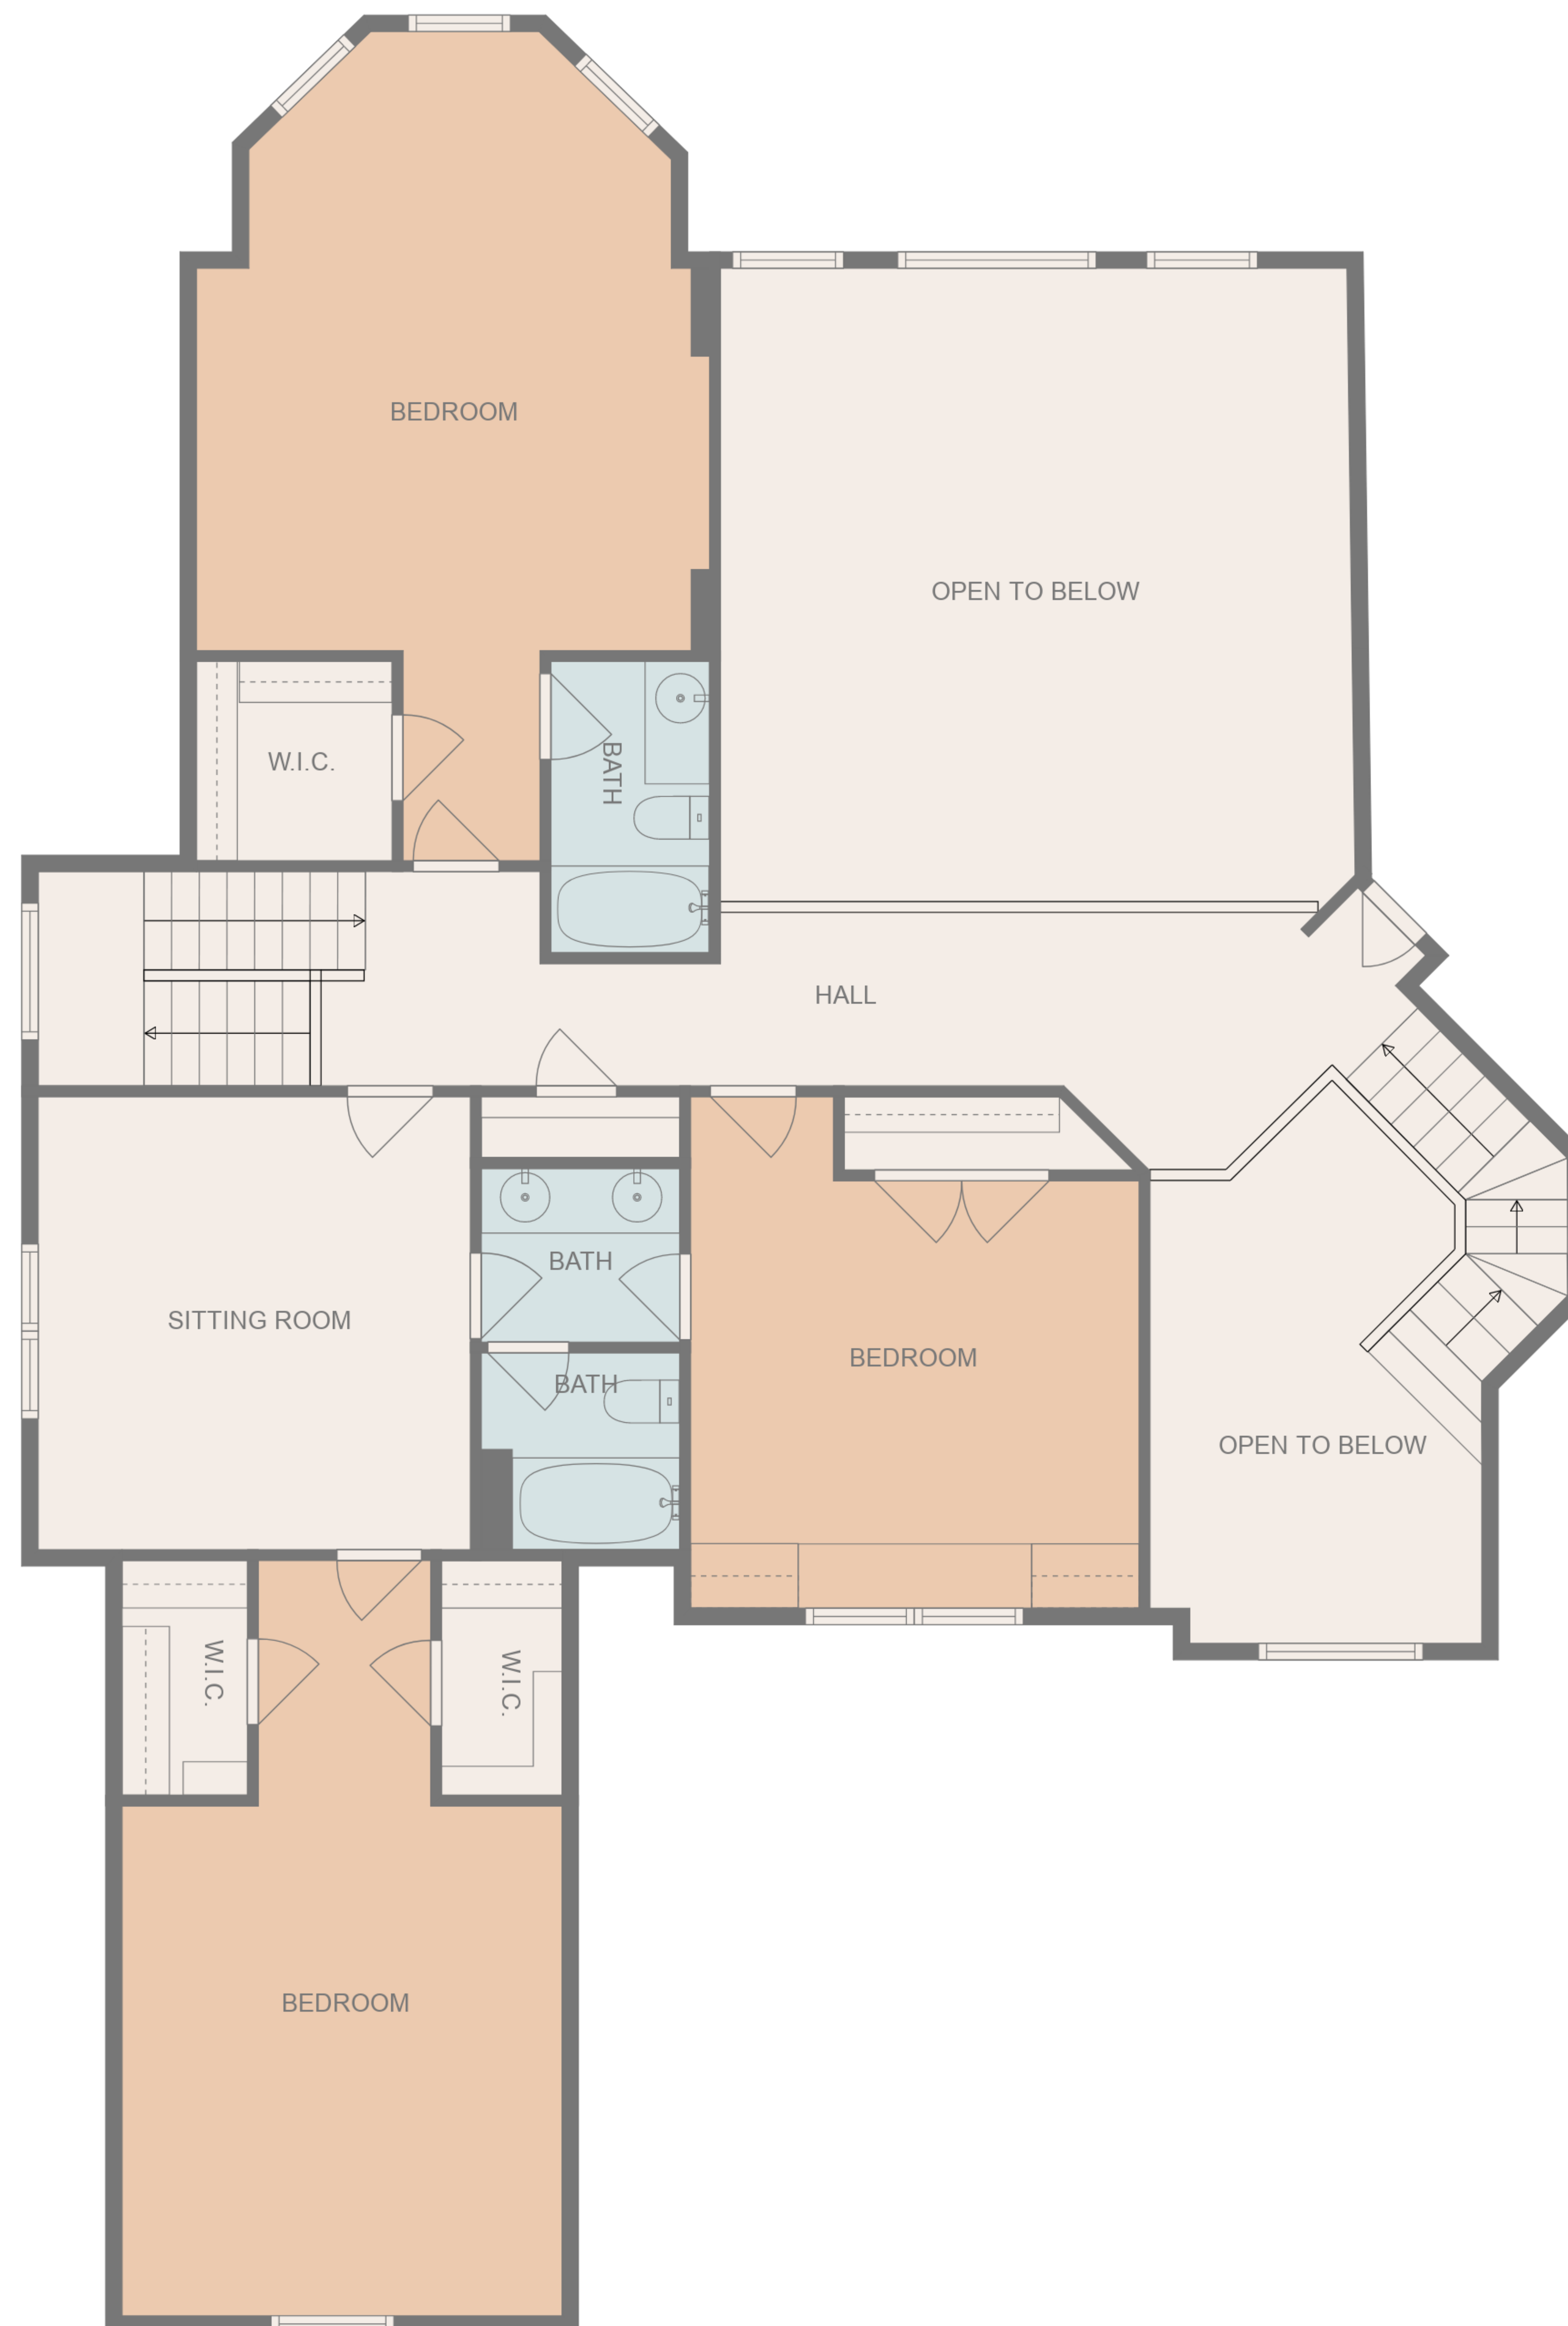 BEDROOM
OPEN TO BELOW
W.I.C.
BATH
HALL
BATH
SITTING ROOM
BEDROOM
BATH
OPEN TO BELOW
W.I.C.
W.I.C.
BEDROOM